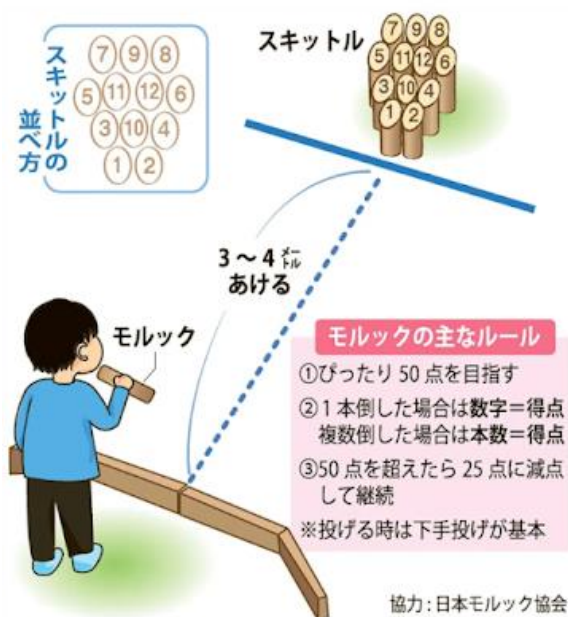 スキットルの
並べ方
7 9 8
5 11 12 6
3 10 4
1 2
スキットル
7 9 8
5 11 12 6
3 10 4
1 2
3～4メートル
あける
モルック
モルックの主なルール
①ぴったり50点を目指す
②1本倒した場合は数字＝得点
複数倒した場合は本数＝得点
③50点を超えたら25点に減点
して継続
※投げる時は下手投げが基本
協力：日本モルック協会